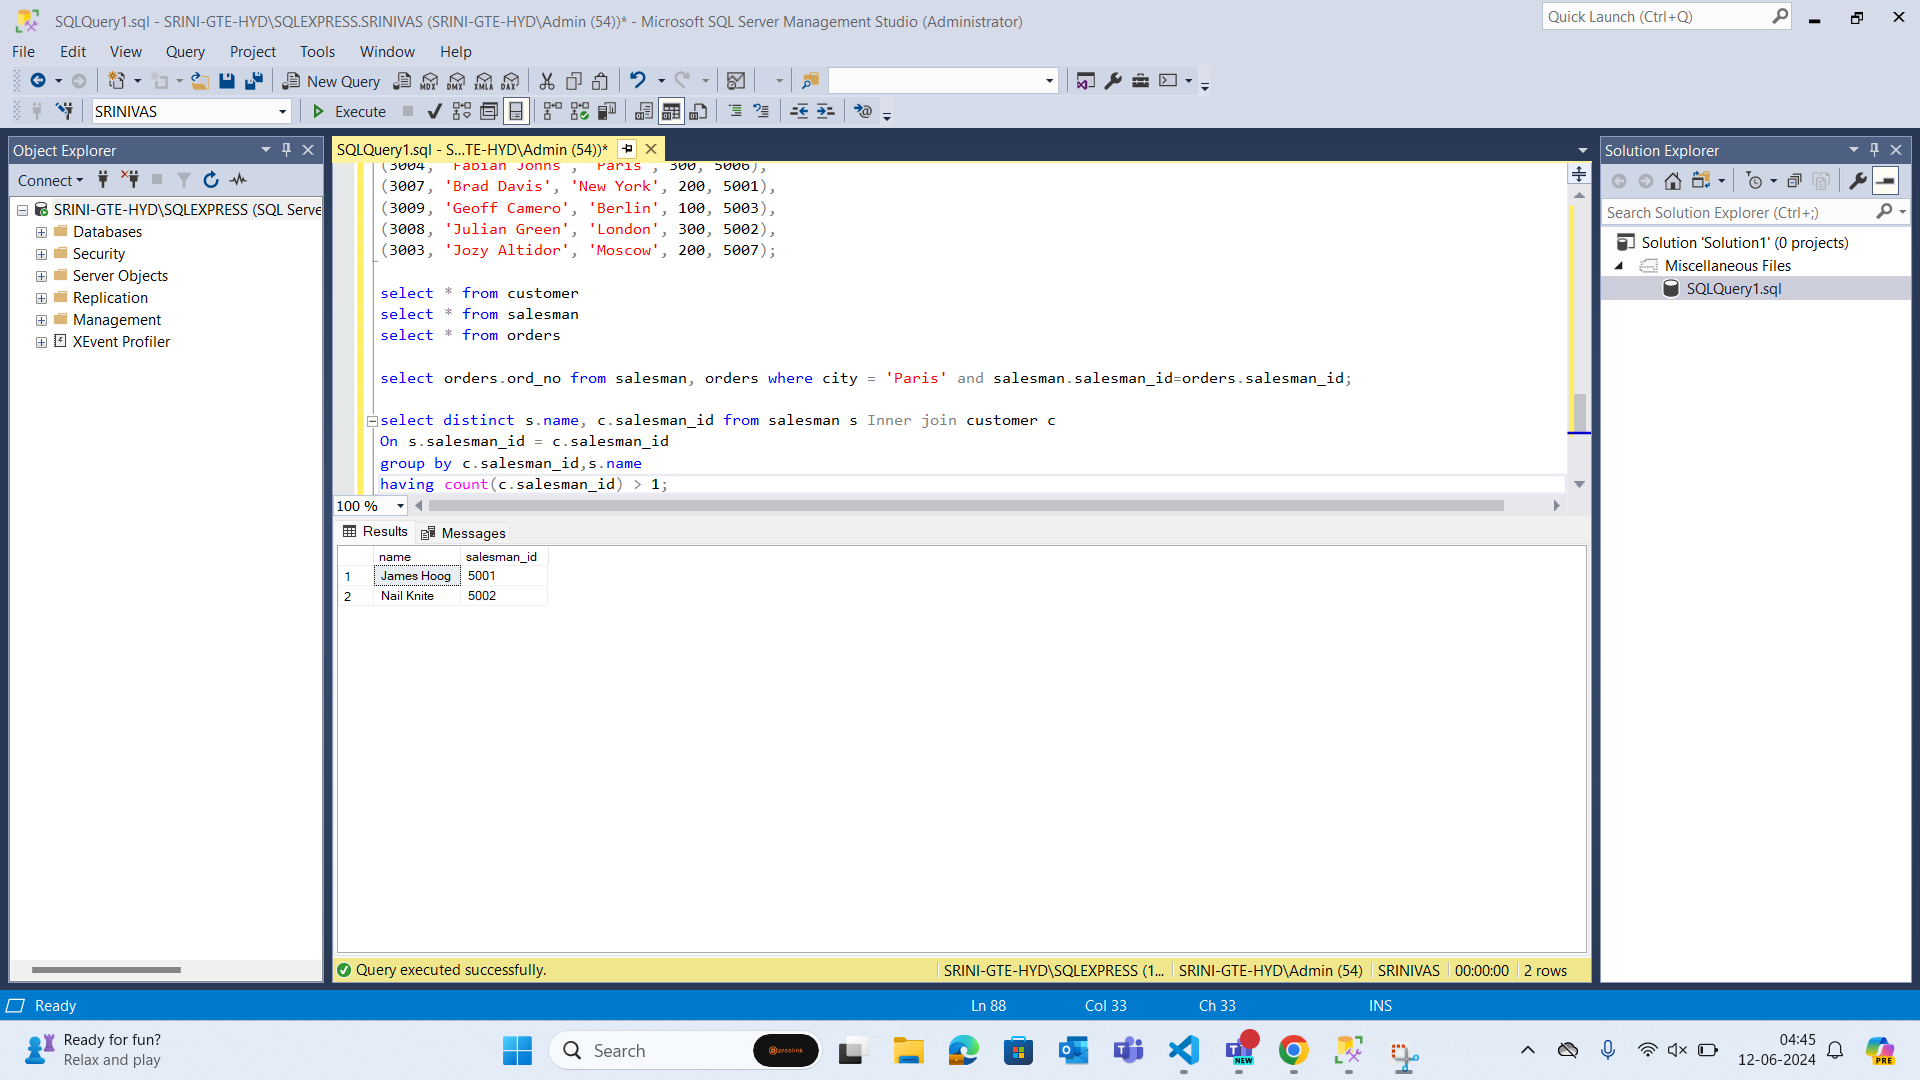 SQLQuery1.sql - SRINI-GTE-HYD\SQLEXPRESS.SRINIVAS (SRINI-GTE-HYD\Admin (54))* - Microsoft SQL Server Management Studio (Administrator)
Quick Launch (Ctrl+Q)
File Edit View Query Project Tools Window Help
New Query MDX DMX XMLA DAX
SRINIVAS Execute
Object Explorer
Connect
SRINI-GTE-HYD\SQLEXPRESS (SQL Serve
Databases
Security
Server Objects
Replication
Management
XEvent Profiler
SQLQuery1.sql - S...TE-HYD\Admin (54))*
(3004, 'Fabian Johns', 'Paris', 300, 5006),
(3007, 'Brad Davis', 'New York', 200, 5001),
(3009, 'Geoff Camero', 'Berlin', 100, 5003),
(3008, 'Julian Green', 'London', 300, 5002),
(3003, 'Jozy Altidor', 'Moscow', 200, 5007);
select * from customer
select * from salesman
select * from orders
select orders.ord_no from salesman, orders where city = 'Paris' and salesman.salesman_id=orders.salesman_id;
select distinct s.name, c.salesman_id from salesman s Inner join customer c
On s.salesman_id = c.salesman_id
group by c.salesman_id,s.name
having count(c.salesman_id) > 1;
100 %
Results Messages
name salesman_id
1 James Hoog 5001
2 Nail Knite 5002
Query executed successfully.
SRINI-GTE-HYD\SQLEXPRESS (1... SRINI-GTE-HYD\Admin (54) SRINIVAS 00:00:00 2 rows
Solution Explorer
Search Solution Explorer (Ctrl+;)
Solution 'Solution1' (0 projects)
Miscellaneous Files
SQLQuery1.sql
Ready Ln 88 Col 33 Ch 33 INS
Ready for fun?
Relax and play
Search
prolink
NEW
04:45
12-06-2024
PRE